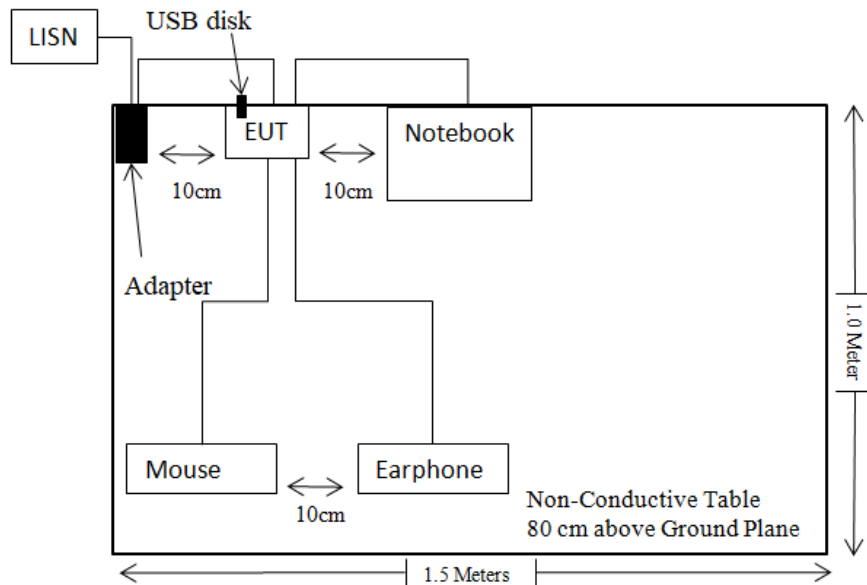 USB disk
LISN
EUT
Notebook
10cm
10cm
Adapter
1.0 Meter
Mouse
Earphone
10cm
Non-Conductive Table
80 cm above Ground Plane
1.5 Meters